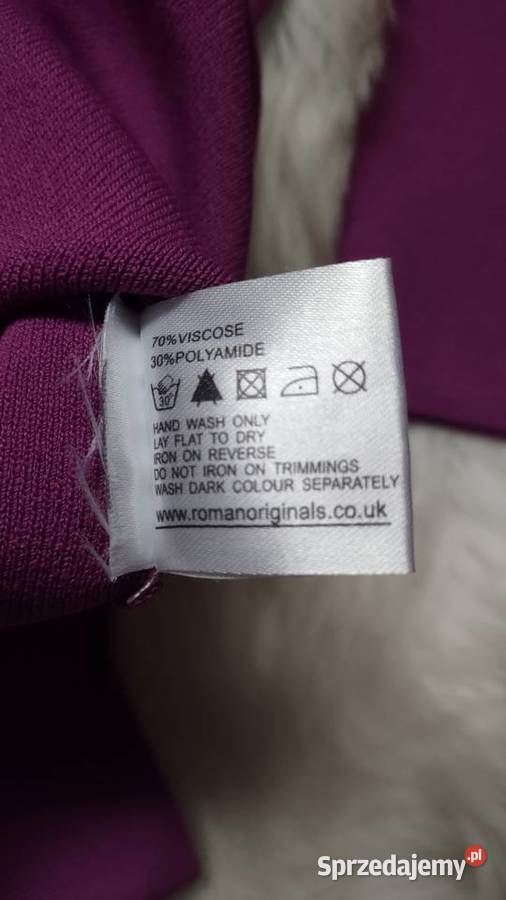 70%VISCOSE
30%POLYAMIDE
30°
HAND WASH ONLY
LAY FLAT TO DRY
IRON ON REVERSE
DO NOT IRON ON TRIMMINGS
WASH DARK COLOUR SEPARATELY
www.romanoriginals.co.uk
Sprzedajemy.pl